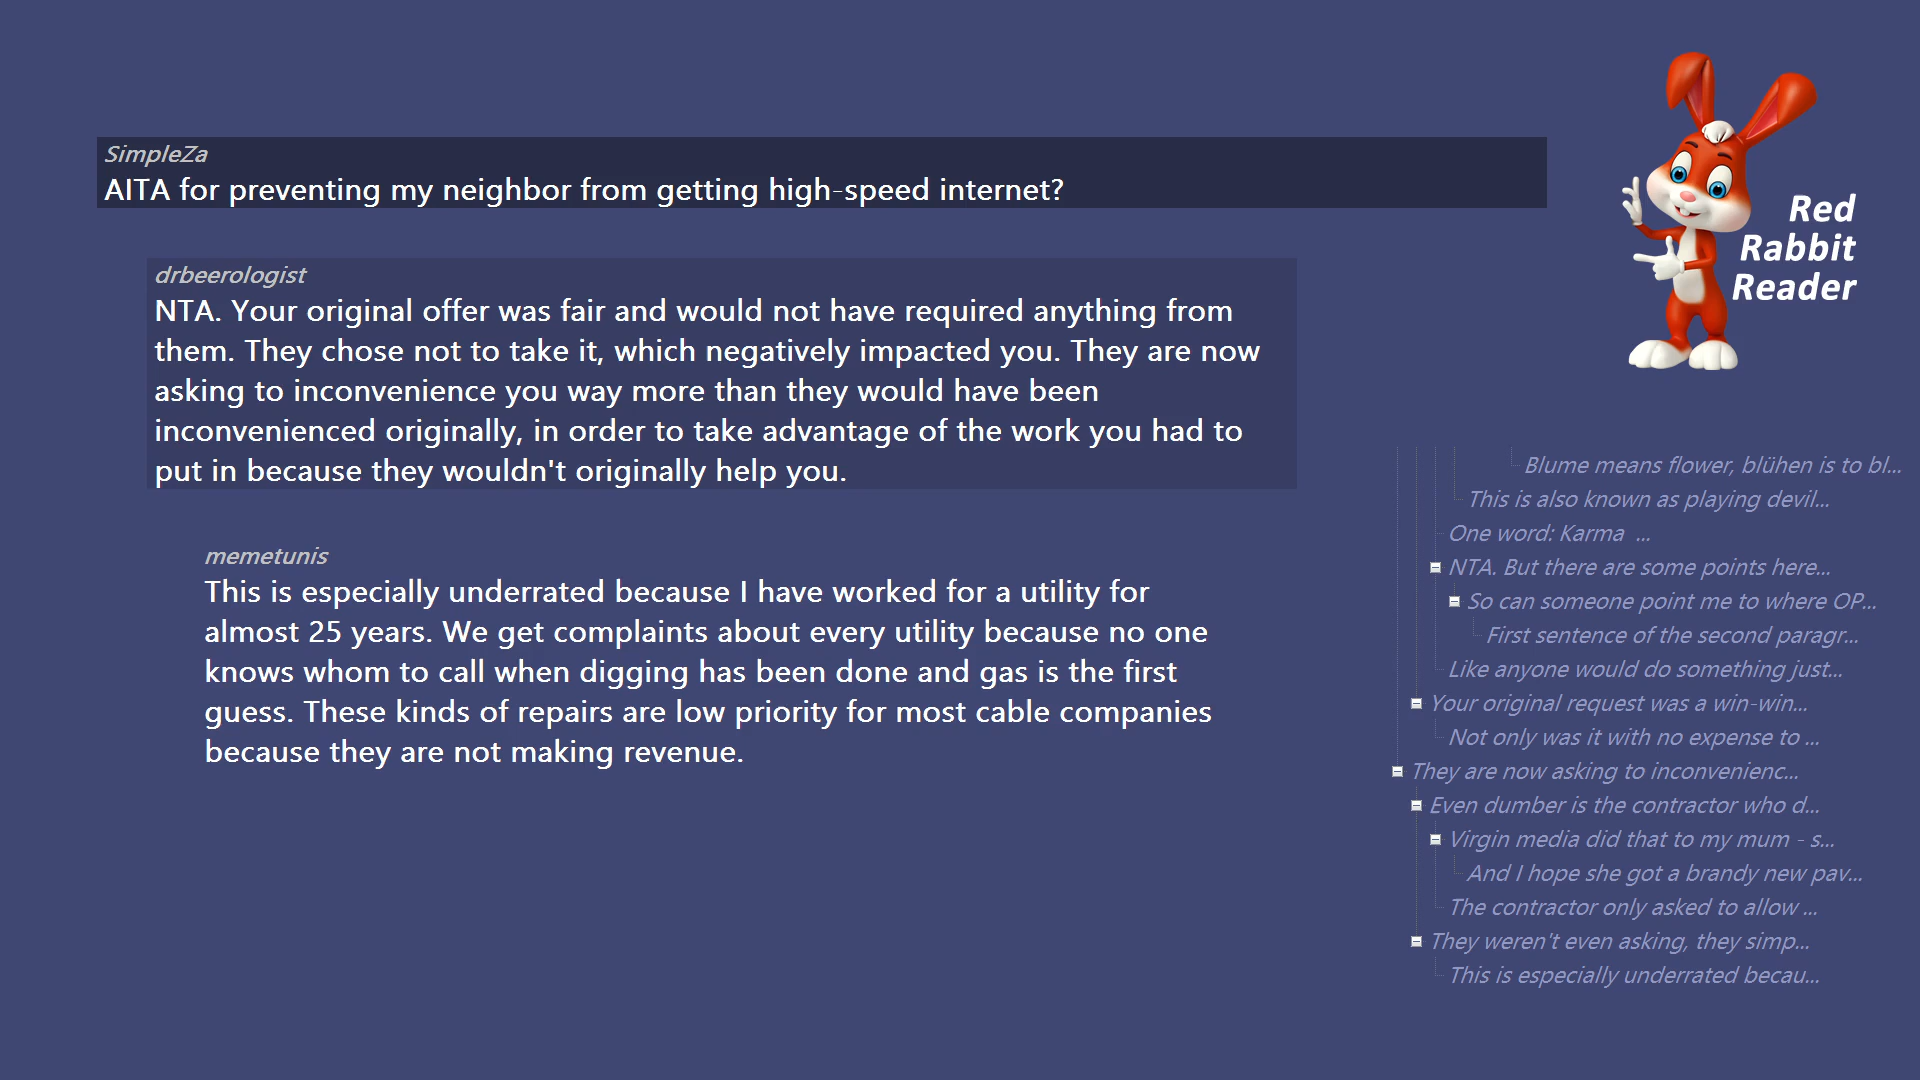 SimpleZa
AITA for preventing my neighbor from getting high-speed internet?
drbeerologist
NTA. Your original offer was fair and would not have required anything from
them. They chose not to take it, which negatively impacted you. They are now
asking to inconvenience you way more than they would have been
inconvenienced originally, in order to take advantage of the work you had to
put in because they wouldn't originally help you.
memetunis
This is especially underrated because I have worked for a utility for
almost 25 years. We get complaints about every utility because no one
knows whom to call when digging has been done and gas is the first
guess. These kinds of repairs are low priority for most cable companies
because they are not making revenue.
Red
Rabbit
Reader
Blume means flower, blühen is to bl...
This is also known as playing devil...
One word: Karma  ...
NTA. But there are some points here...
So can someone point me to where OP...
First sentence of the second paragr...
Like anyone would do something just...
Your original request was a win-win...
Not only was it with no expense to ...
They are now asking to inconvenienc...
Even dumber is the contractor who d...
Virgin media did that to my mum - s...
And I hope she got a brandy new pav...
The contractor only asked to allow ...
They weren't even asking, they simp...
This is especially underrated becau...